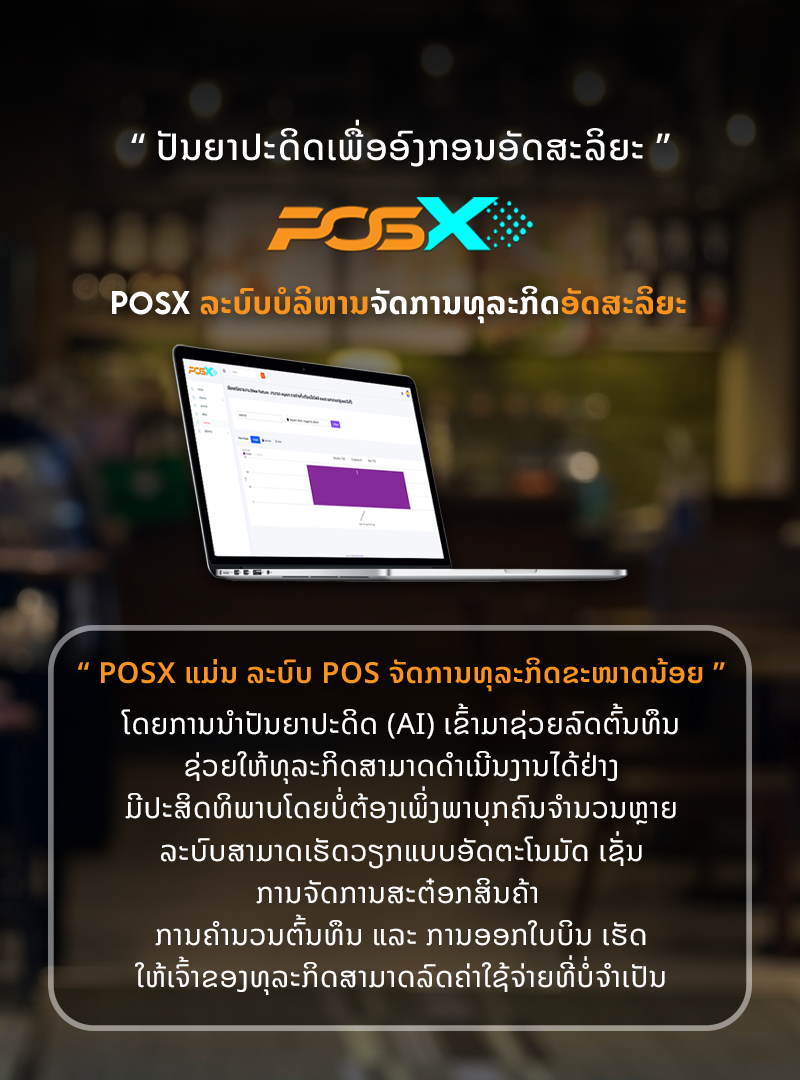 “ ປັນຍາປະດິດເພື່ອອົງກອນອັດສະລິຍະ ”
POSX
POSX ລະບົບບໍລິຫານຈັດການທຸລະກິດອັດສະລິຍະ
POSX
“ POSX ແມ່ນ ລະບົບ POS ຈັດການທຸລະກິດຂະໜາດນ້ອຍ ”
ໂດຍການນຳປັນຍາປະດິດ (AI) ເຂົ້າມາຊ່ວຍລົດຕົ້ນທຶນ
ຊ່ວຍໃຫ້ທຸລະກິດສາມາດດຳເນີນງານໄດ້ຢ່າງ
ມີປະສິດທິພາບໂດຍບໍ່ຕ້ອງເພິ່ງພາບຸກຄົນຈຳນວນຫຼາຍ
ລະບົບສາມາດເຮັດວຽກແບບອັດຕະໂນມັດ ເຊັ່ນ
ການຈັດການສະຕ໋ອກສິນຄ້າ
ການຄຳນວນຕົ້ນທຶນ ແລະ ການອອກໃບບິນ ເຮັດ
ໃຫ້ເຈົ້າຂອງທຸລະກິດສາມາດລົດຄ່າໃຊ້ຈ່າຍທີ່ບໍ່ຈຳເປັນ